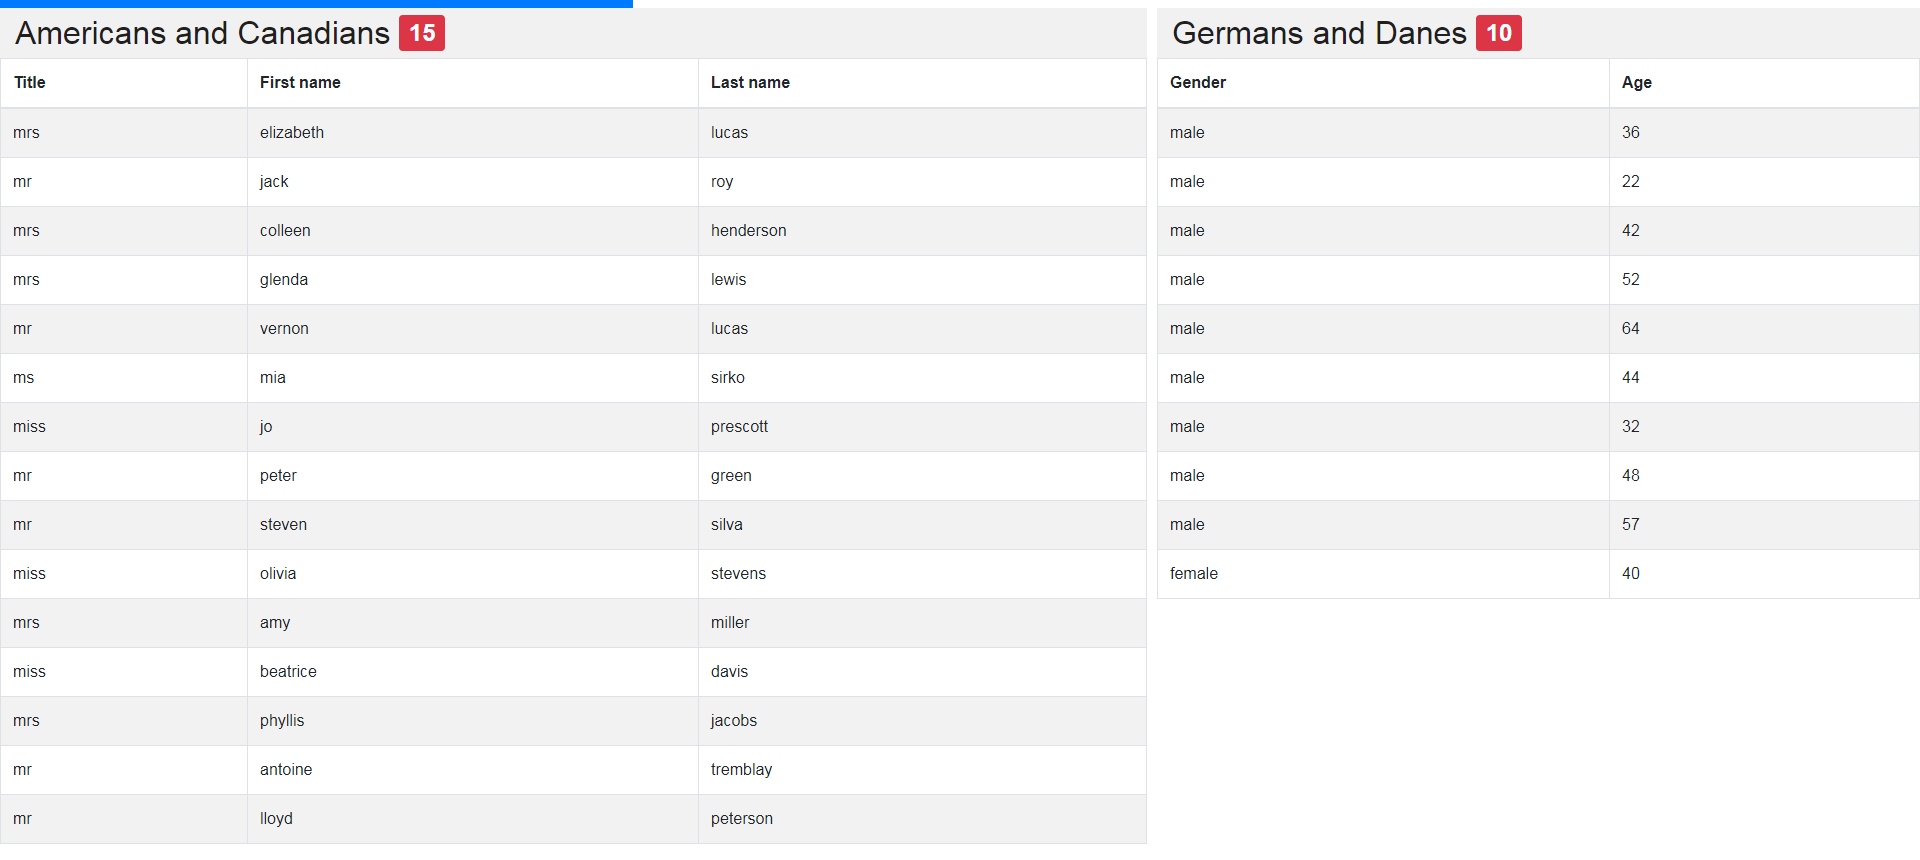 Americans and Canadians 15
Title First name Last name
mrs elizabeth lucas
mr jack roy
mrs colleen henderson
mrs glenda lewis
mr vernon lucas
ms mia sirko
miss jo prescott
mr peter green
mr steven silva
miss olivia stevens
mrs amy miller
miss beatrice davis
mrs phyllis jacobs
mr antoine tremblay
mr lloyd peterson
Germans and Danes 10
Gender Age
male 36
male 22
male 42
male 52
male 64
male 44
male 32
male 48
male 57
female 40